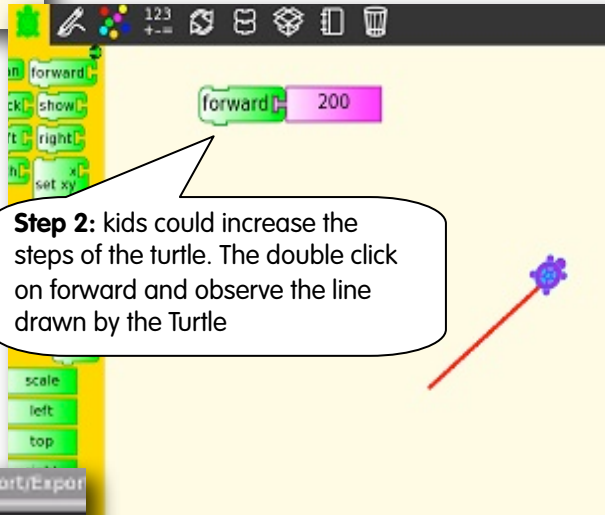 123
+-=
forward
show
right
x
set xy
forward 200
Step 2: kids could increase the
steps of the turtle. The double click
on forward and observe the line
drawn by the Turtle
scale
left
top